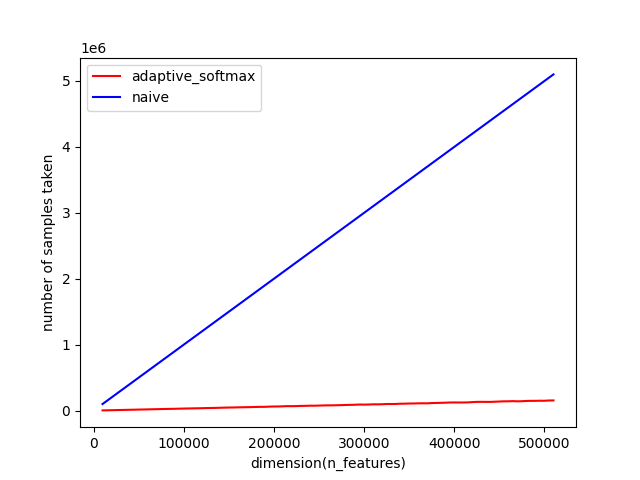 1e6
adaptive_softmax
naive
5
4
3
2
1
0
number of samples taken
0 100000 200000 300000 400000 500000
dimension(n_features)